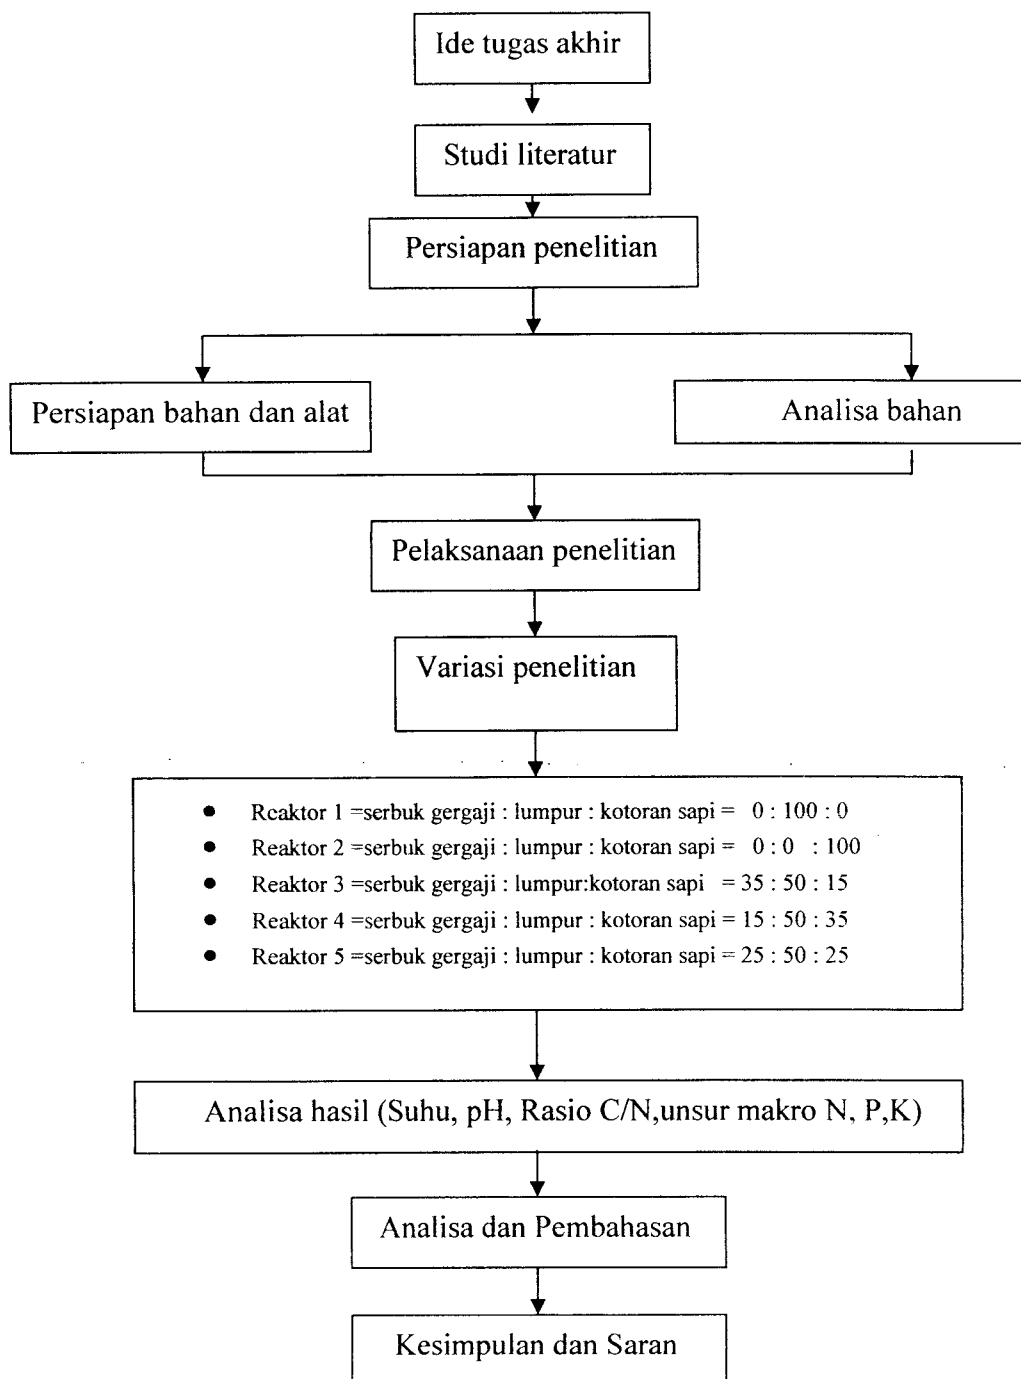 Ide tugas akhir
Studi literatur
Persiapan penelitian
Persiapan bahan dan alat
Analisa bahan
Pelaksanaan penelitian
Variasi penelitian
● Reaktor 1 =serbuk gergaji : lumpur : kotoran sapi = 0 : 100 : 0
● Reaktor 2 =serbuk gergaji : lumpur : kotoran sapi = 0 : 0 : 100
● Reaktor 3 =serbuk gergaji : lumpur:kotoran sapi = 35 : 50 : 15
● Reaktor 4 =serbuk gergaji : lumpur : kotoran sapi = 15 : 50 : 35
● Reaktor 5 =serbuk gergaji : lumpur : kotoran sapi = 25 : 50 : 25
Analisa hasil (Suhu, pH, Rasio C/N,unsur makro N, P,K)
Analisa dan Pembahasan
Kesimpulan dan Saran